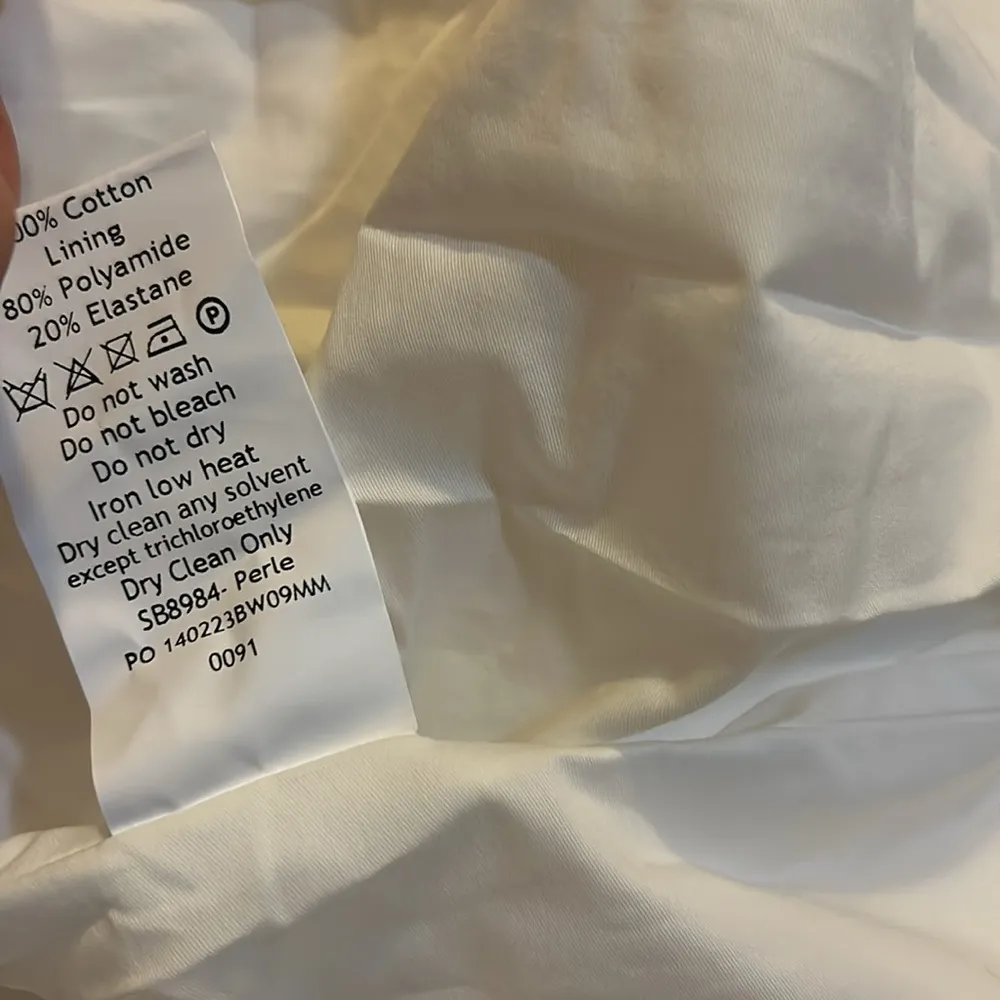 00% Cotton
Lining
80% Polyamide
20% Elastane
P
Do not wash
Do not bleach
Do not dry
Iron low heat
Dry clean any solvent
except trichloroethylene
Dry Clean Only
SB8984- Perle
PO 140223BW09MM
0091